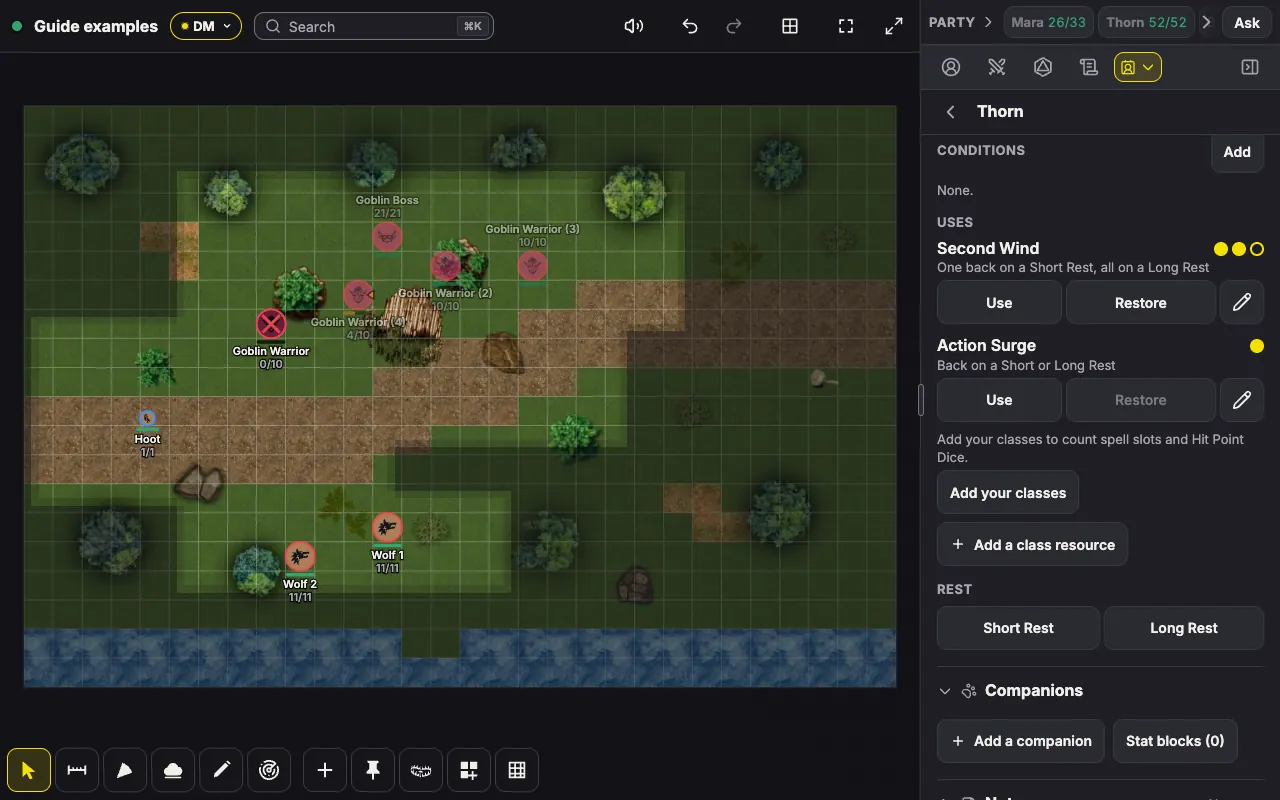 Guide examples
DM
Search
⌘K
PARTY
Mara 26/33
Thorn 52/52
Ask
Thorn
CONDITIONS
Add
None.
USES
Second Wind
One back on a Short Rest, all on a Long Rest
Use
Restore
Action Surge
Back on a Short or Long Rest
Use
Restore
Add your classes to count spell slots and Hit Point
Dice.
Add your classes
+ Add a class resource
REST
Short Rest
Long Rest
Companions
+ Add a companion
Stat blocks (0)
Goblin Boss
21/21
Goblin Warrior (3)
10/10
Goblin Warrior (2)
10/10
Goblin Warrior (4)
4/10
Goblin Warrior
0/10
Hoot
1/1
Wolf 1
11/11
Wolf 2
11/11